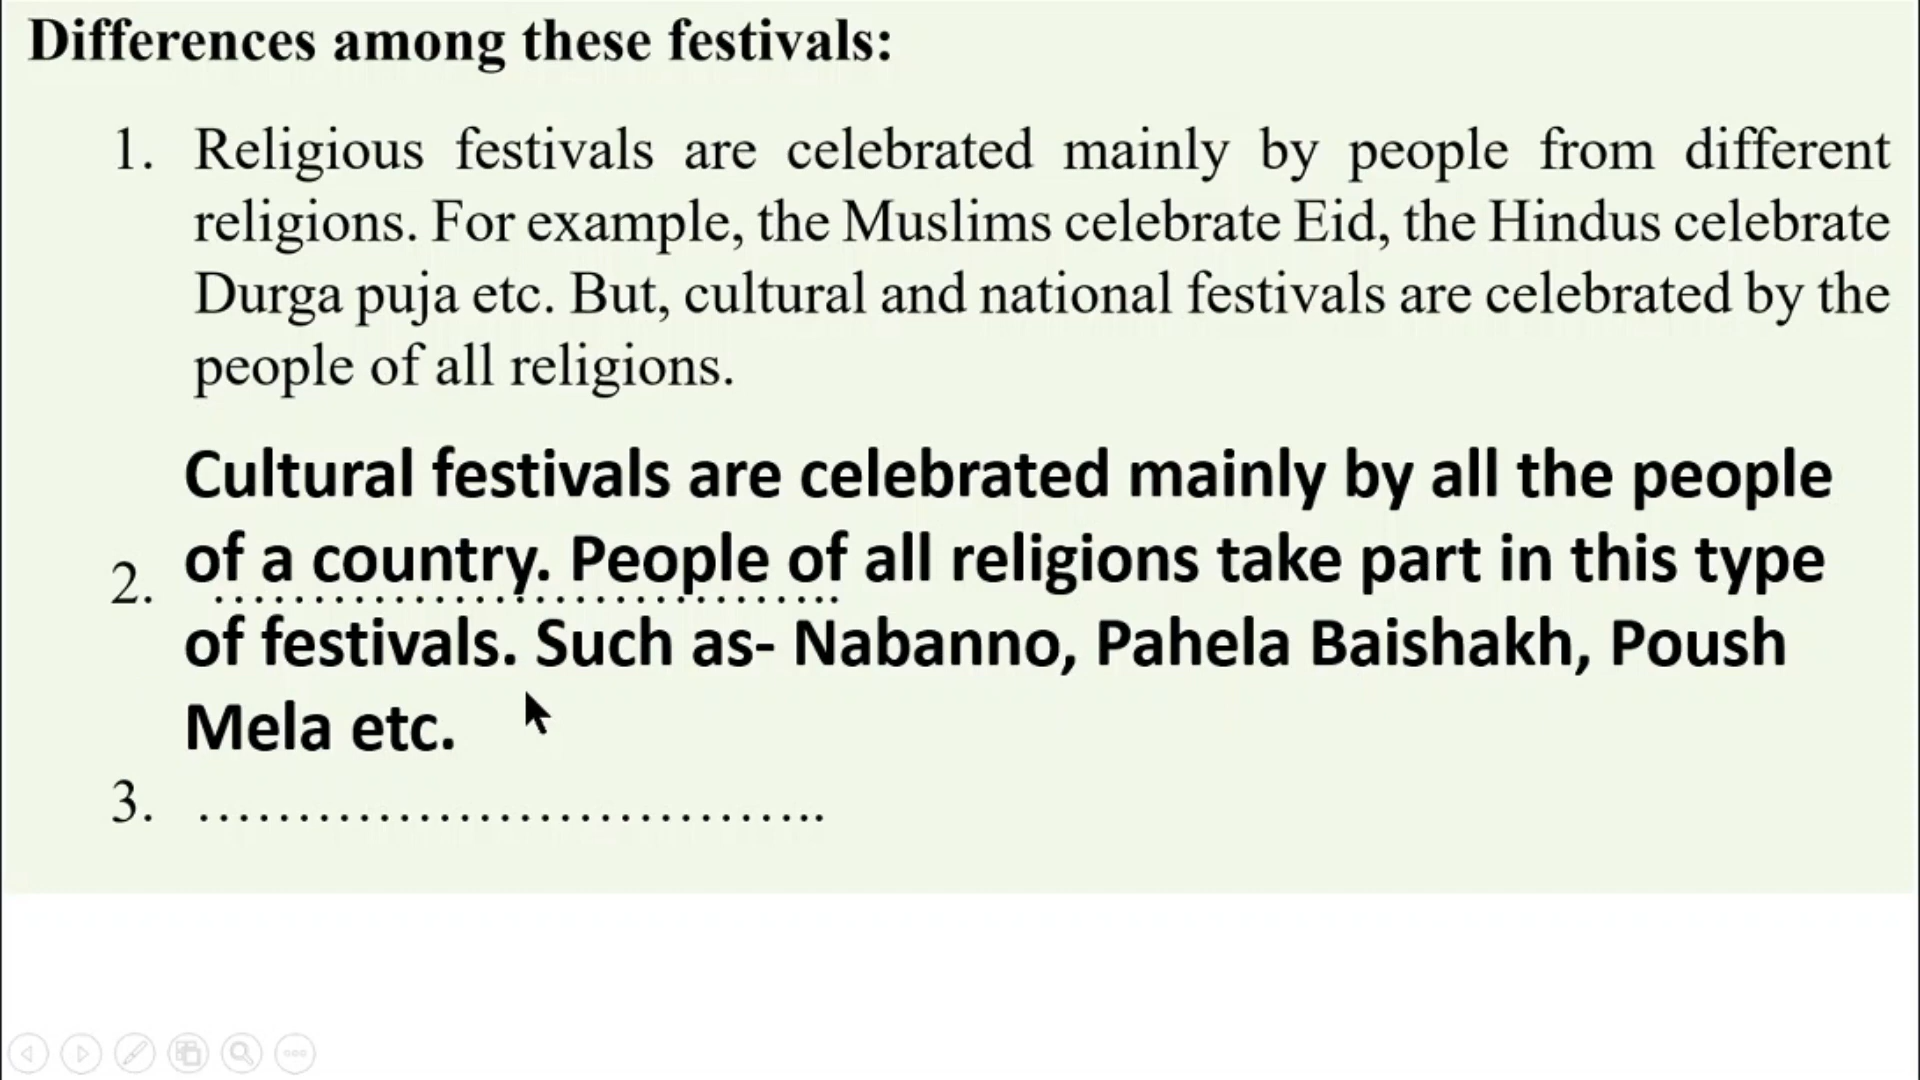 Differences among these festivals:
1. Religious festivals are celebrated mainly by people from different
religions. For example, the Muslims celebrate Eid, the Hindus celebrate
Durga puja etc. But, cultural and national festivals are celebrated by the
people of all religions.
Cultural festivals are celebrated mainly by all the people
of a country. People of all religions take part in this type
2. ……………………………..
of festivals. Such as- Nabanno, Pahela Baishakh, Poush
Mela etc.
3. ……………………………..